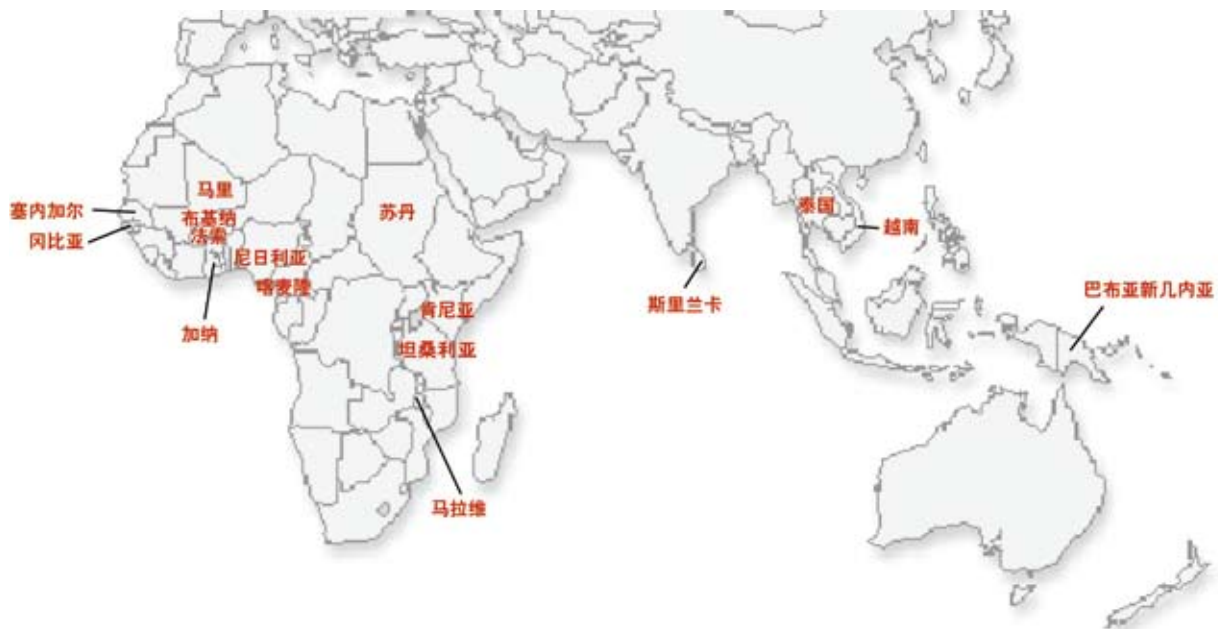 马里
塞内加尔
冈比亚
布基纳
法索
尼日利亚
喀麦隆
加纳
苏丹
肯尼亚
坦桑利亚
马拉维
斯里兰卡
泰国
越南
巴布亚新几内亚